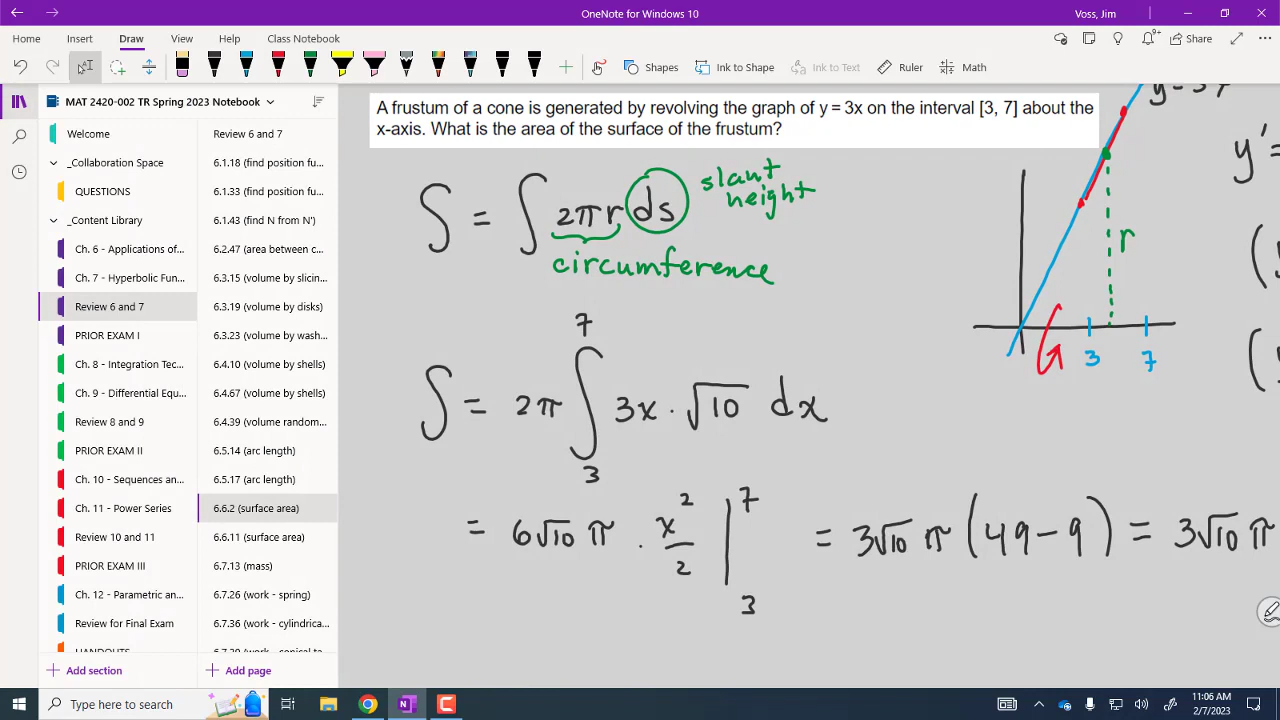 OneNote for Windows 10
Voss, Jim
Home Insert Draw View Help Class Notebook
Share
Shapes Ink to Shape Ink to Text Ruler Math
MAT 2420-002 TR Spring 2023 Notebook
Welcome
_Collaboration Space
QUESTIONS
_Content Library
Ch. 6 - Applications of...
Ch. 7 - Hyperbolic Fun...
Review 6 and 7
PRIOR EXAM I
Ch. 8 - Integration Tec...
Ch. 9 - Differential Equ...
Review 8 and 9
PRIOR EXAM II
Ch. 10 - Sequences an...
Ch. 11 - Power Series
Review 10 and 11
PRIOR EXAM III
Ch. 12 - Parametric an...
Review for Final Exam
HANDOUTS
Add section
Review 6 and 7
6.1.18 (find position fu...
6.1.33 (find position fu...
6.1.43 (find N from N')
6.2.47 (area between c...
6.3.15 (volume by slicin...
6.3.19 (volume by disks)
6.3.23 (volume by wash...
6.4.10 (volume by shells)
6.4.67 (volume by shells)
6.4.39 (volume random...
6.5.14 (arc length)
6.5.17 (arc length)
6.6.2 (surface area)
6.6.11 (surface area)
6.7.13 (mass)
6.7.26 (work - spring)
6.7.36 (work - cylindrica...
Add page
A frustum of a cone is generated by revolving the graph of y = 3x on the interval [3, 7] about the
x-axis. What is the area of the surface of the frustum?
S = ∫ 2πr ds
slant
height
circumference
r
3 7
y' =
S = 2π ∫₃⁷ 3x · √10 dx
= 6√10 π · x²/2 |₃⁷ = 3√10 π (49 - 9) = 3√10 π
Type here to search
11:06 AM
2/7/2023